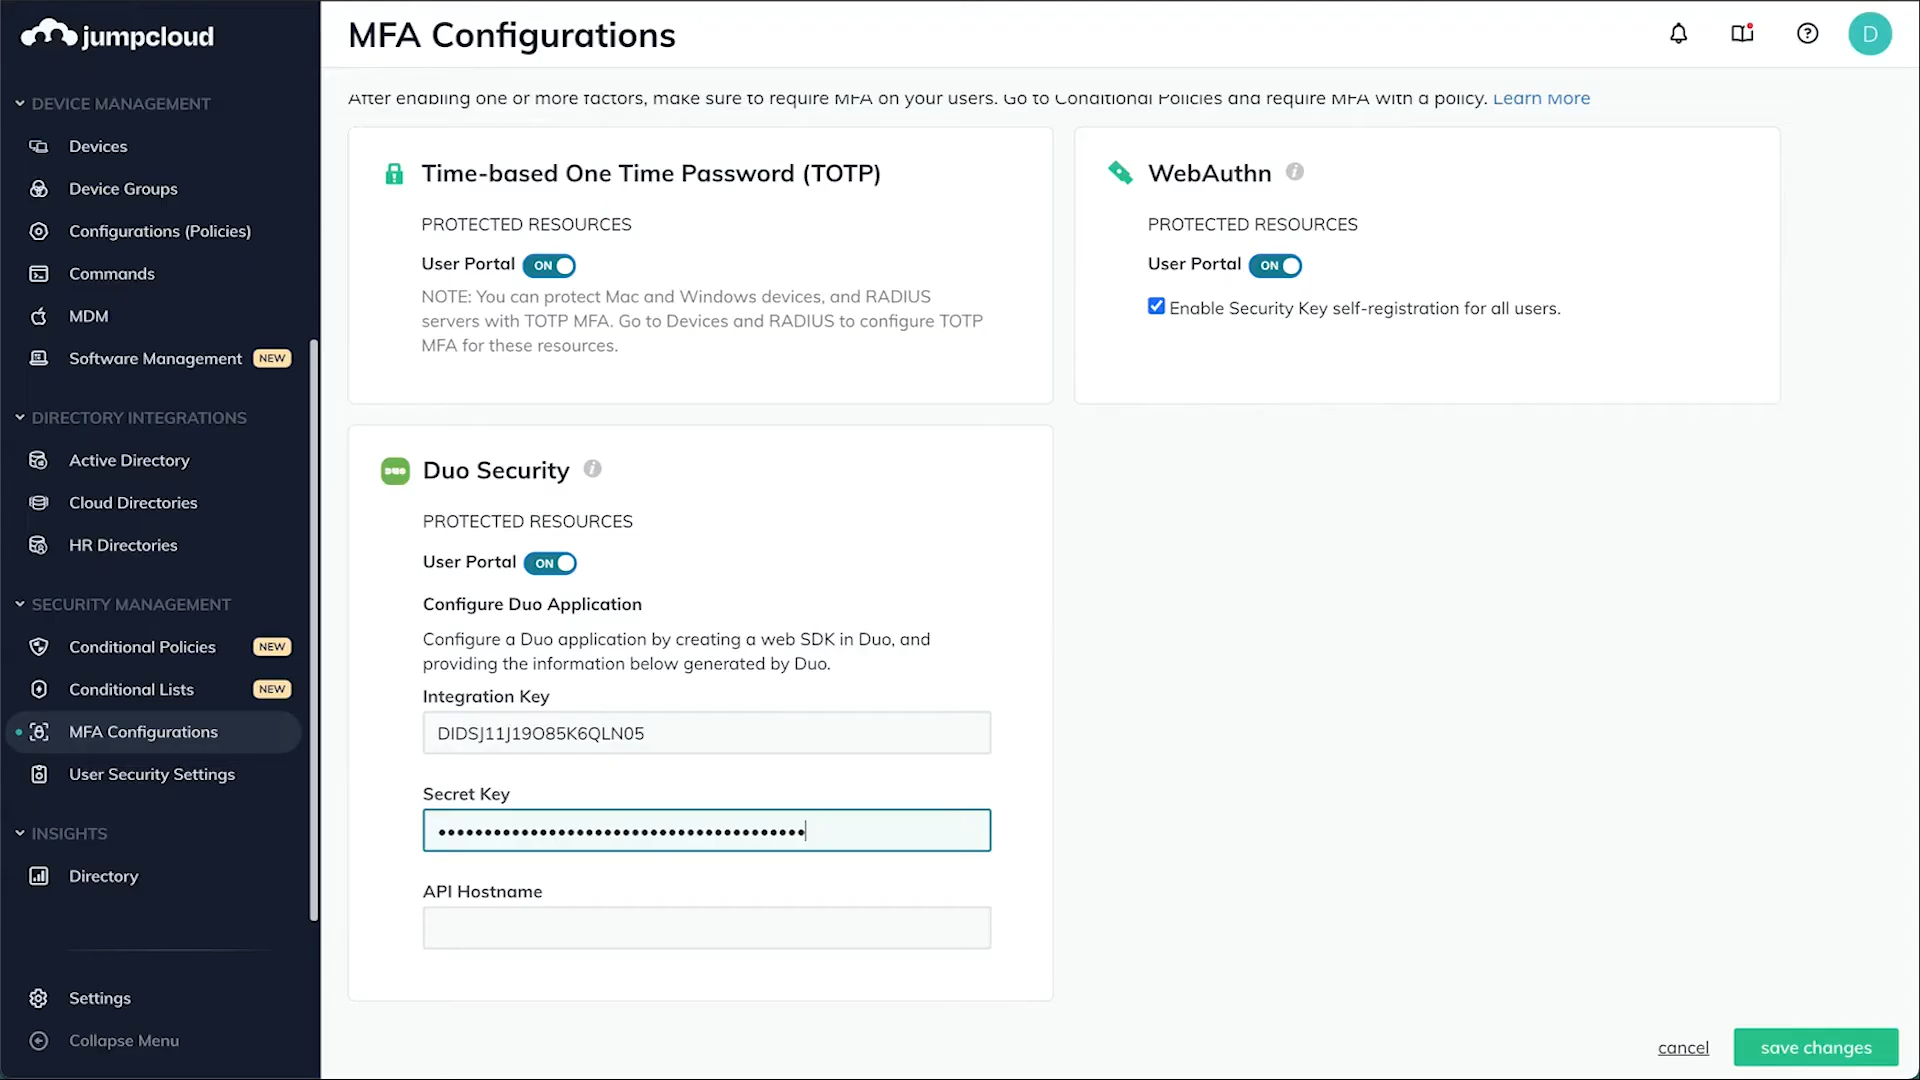 jumpcloud
MFA Configurations
D
DEVICE MANAGEMENT
Devices
Device Groups
Configurations (Policies)
Commands
MDM
Software Management NEW
DIRECTORY INTEGRATIONS
Active Directory
Cloud Directories
HR Directories
SECURITY MANAGEMENT
Conditional Policies NEW
Conditional Lists NEW
MFA Configurations
User Security Settings
INSIGHTS
Directory
Settings
Collapse Menu
After enabling one or more factors, make sure to require MFA on your users. Go to Conditional Policies and require MFA with a policy. Learn More
Time-based One Time Password (TOTP)
PROTECTED RESOURCES
User Portal ON
NOTE: You can protect Mac and Windows devices, and RADIUS
servers with TOTP MFA. Go to Devices and RADIUS to configure TOTP
MFA for these resources.
WebAuthn
PROTECTED RESOURCES
User Portal ON
Enable Security Key self-registration for all users.
DUO Duo Security
PROTECTED RESOURCES
User Portal ON
Configure Duo Application
Configure a Duo application by creating a web SDK in Duo, and
providing the information below generated by Duo.
Integration Key
DIDSJ11J19O85K6QLN05
Secret Key
••••••••••••••••••••••••••••••••••••••••
API Hostname
cancel
save changes